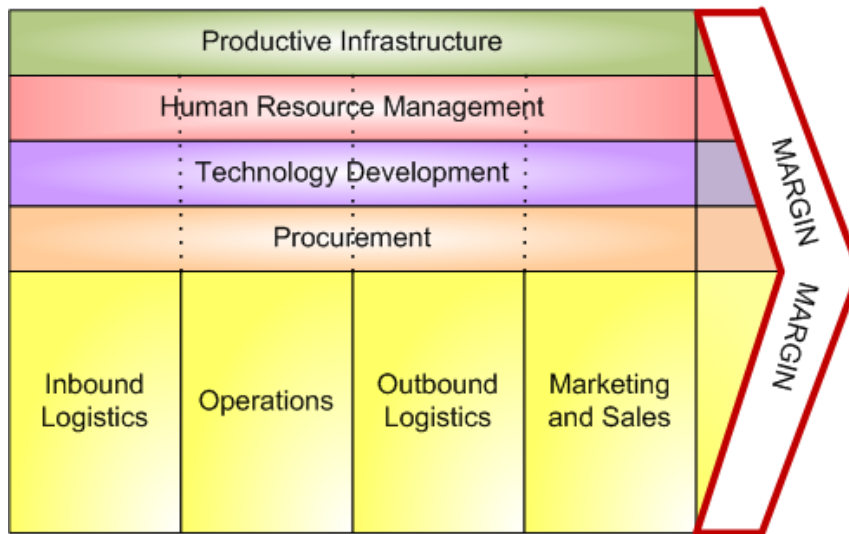 Productive Infrastructure
Human Resource Management
Technology Development
Procurement
Inbound
Logistics
Operations
Outbound
Logistics
Marketing
and Sales
MARGIN
MARGIN